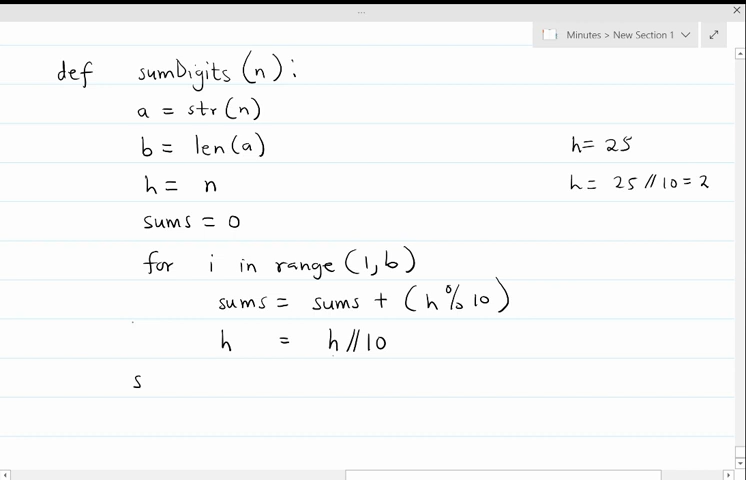 ...
Minutes > New Section 1
def sumDigits (n):
a = str(n)
b = len(a)
h = n
sums = 0
for i in range (1,b)
sums = sums + (h % 10)
h = h // 10
s
h = 25
h = 25 // 10 = 2